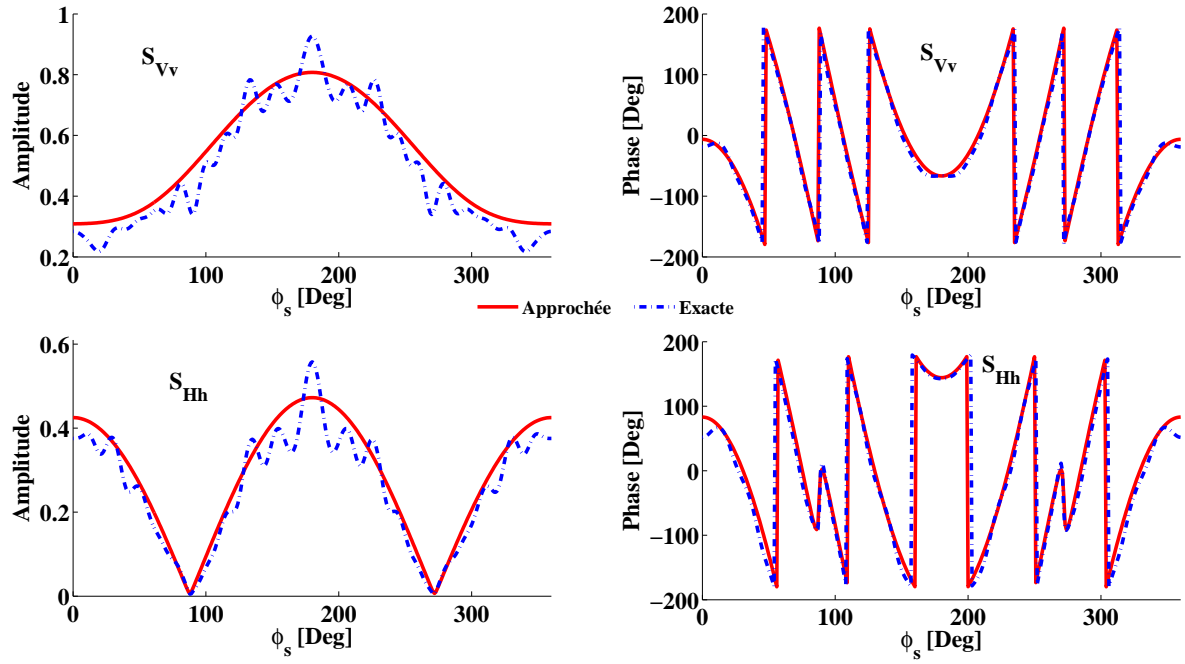 1
0.8
0.6
0.4
0.2
0 100 200 300
Amplitude
S_Vv
ϕ_s [Deg]
200
100
0
−100
−200
0 100 200 300
Phase [Deg]
S_Vv
ϕ_s [Deg]
Approchée Exacte
0.6
0.4
0.2
0
0 100 200 300
Amplitude
S_Hh
ϕ_s [Deg]
200
100
0
−100
−200
0 100 200 300
Phase [Deg]
S_Hh
ϕ_s [Deg]